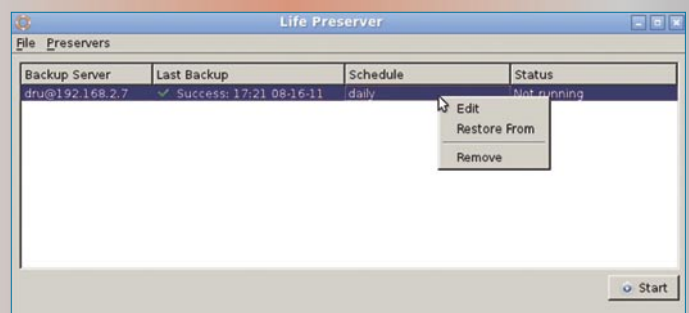 Life Preserver
File Preservers
Backup Server Last Backup Schedule Status
dru@192.168.2.7 Success: 17:21 08-16-11 daily Not running
Edit
Restore From
Remove
Start